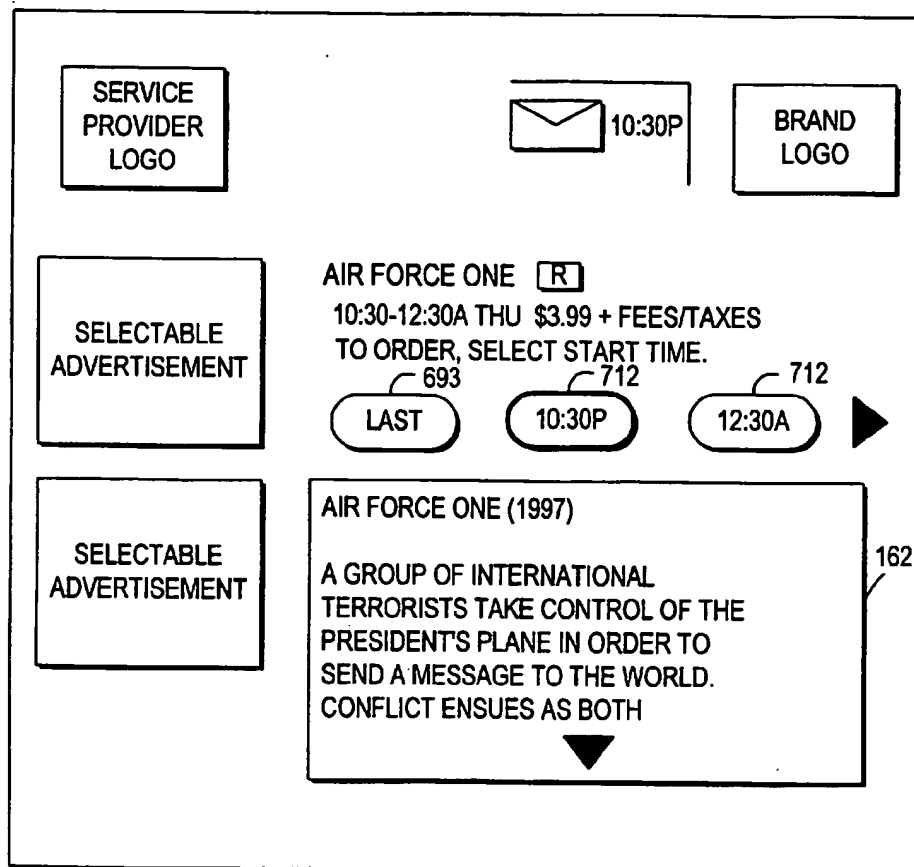 SERVICE
PROVIDER
LOGO
10:30P
BRAND
LOGO
SELECTABLE
ADVERTISEMENT
AIR FORCE ONE R
10:30-12:30A THU $3.99 + FEES/TAXES
TO ORDER, SELECT START TIME.
693 712 712
LAST 10:30P 12:30A
SELECTABLE
ADVERTISEMENT
AIR FORCE ONE (1997)
A GROUP OF INTERNATIONAL
TERRORISTS TAKE CONTROL OF THE
PRESIDENT'S PLANE IN ORDER TO
SEND A MESSAGE TO THE WORLD.
CONFLICT ENSUES AS BOTH
162